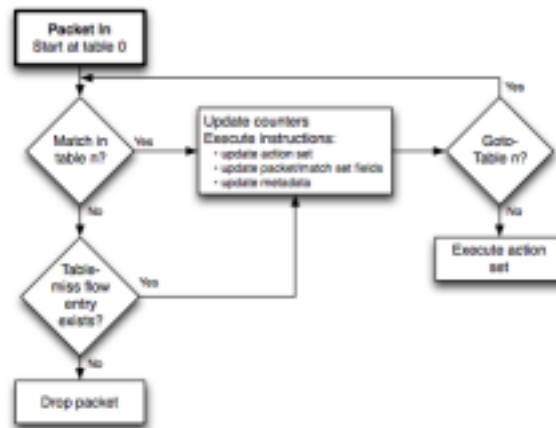 Packet In
Start at table 0
Yes
Match in
table n?
Yes
Update counters
Execute instructions:
• update action set
• update packet/match set fields
• update metadata
Goto-
Table n?
No
No
Execute action
set
Table-
miss flow
entry
exists?
Yes
No
Drop packet